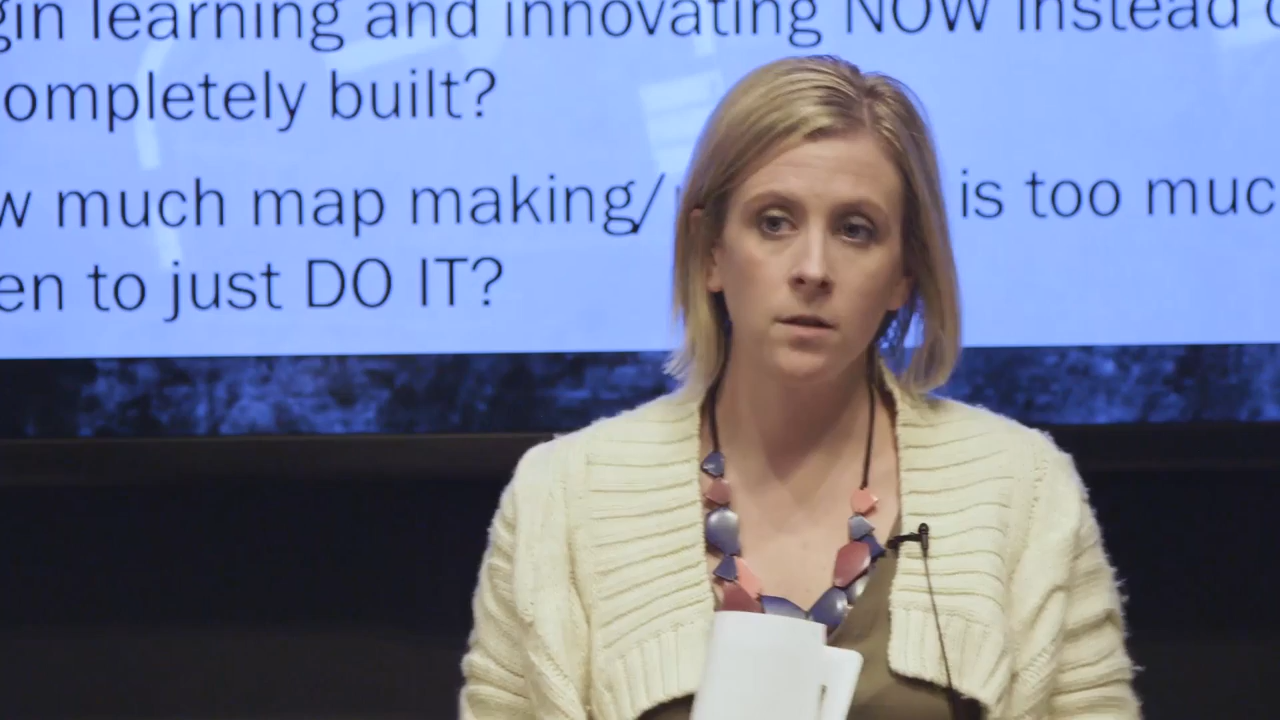 gin learning and innovating NOW instead
ompletely built?
w much map making/ is too muc
en to just DO IT?